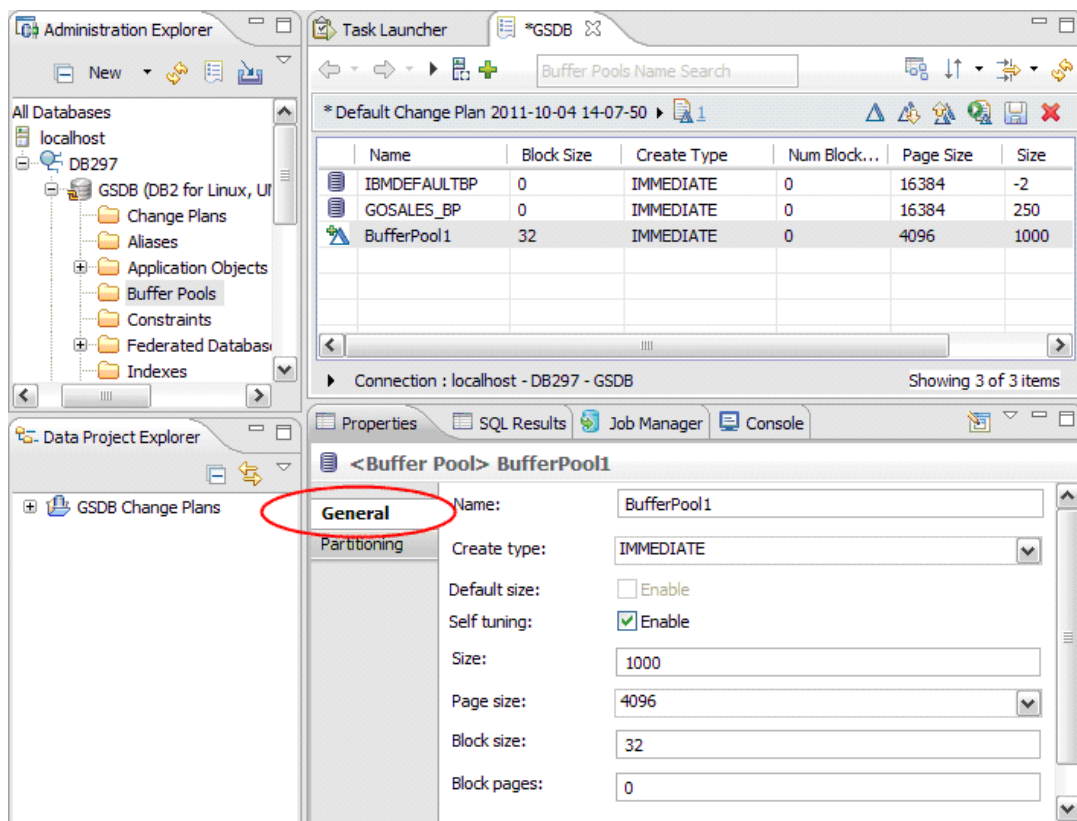 Administration Explorer
New
All Databases
localhost
DB297
GSDB (DB2 for Linux, UI
Change Plans
Aliases
Application Objects
Buffer Pools
Constraints
Federated Databas
Indexes
Data Project Explorer
GSDB Change Plans
Task Launcher
*GSDB
Buffer Pools Name Search
* Default Change Plan 2011-10-04 14-07-50 1
Name Block Size Create Type Num Block... Page Size Size
IBMDEFAULTBP 0 IMMEDIATE 0 16384 -2
GOSALES_BP 0 IMMEDIATE 0 16384 250
BufferPool1 32 IMMEDIATE 0 4096 1000
Connection : localhost - DB297 - GSDB Showing 3 of 3 items
Properties SQL Results Job Manager Console
<Buffer Pool> BufferPool1
General
Partitioning
Name: BufferPool1
Create type: IMMEDIATE
Default size: Enable
Self tuning: Enable
Size: 1000
Page size: 4096
Block size: 32
Block pages: 0